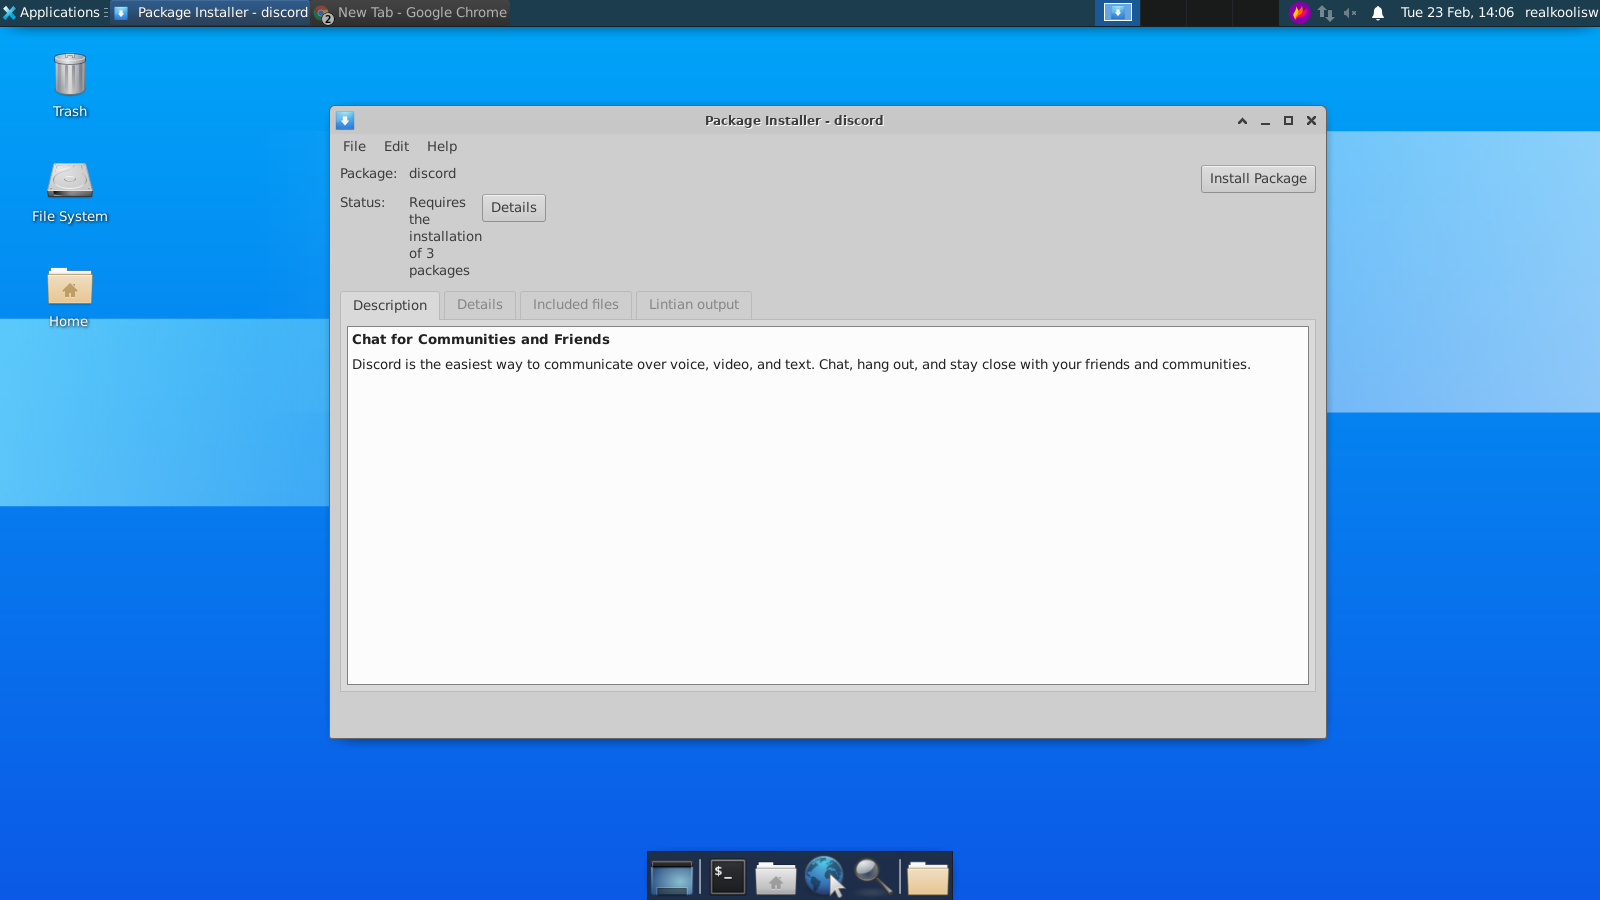 Applications
Package Installer - discord
2
New Tab - Google Chrome
Tue 23 Feb, 14:06
realkoolisw
Trash
File System
Home
Package Installer - discord
File Edit Help
Package: discord
Install Package
Status:
Requires
the
installation
of 3
packages
Details
Description
Details
Included files
Lintian output
Chat for Communities and Friends
Discord is the easiest way to communicate over voice, video, and text. Chat, hang out, and stay close with your friends and communities.
$_